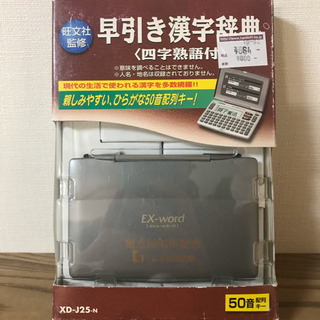 旺文社
監修
早引き漢字辞典
〈四字熟語付
※意味を調べることはできません。
※人名・地名は収録されておりません。
現代の生活で使われる漢字を多数網羅!!
親しみやすい、ひらがな50音配列キー!
EX-word
XD-J25-N
50音配列
キー